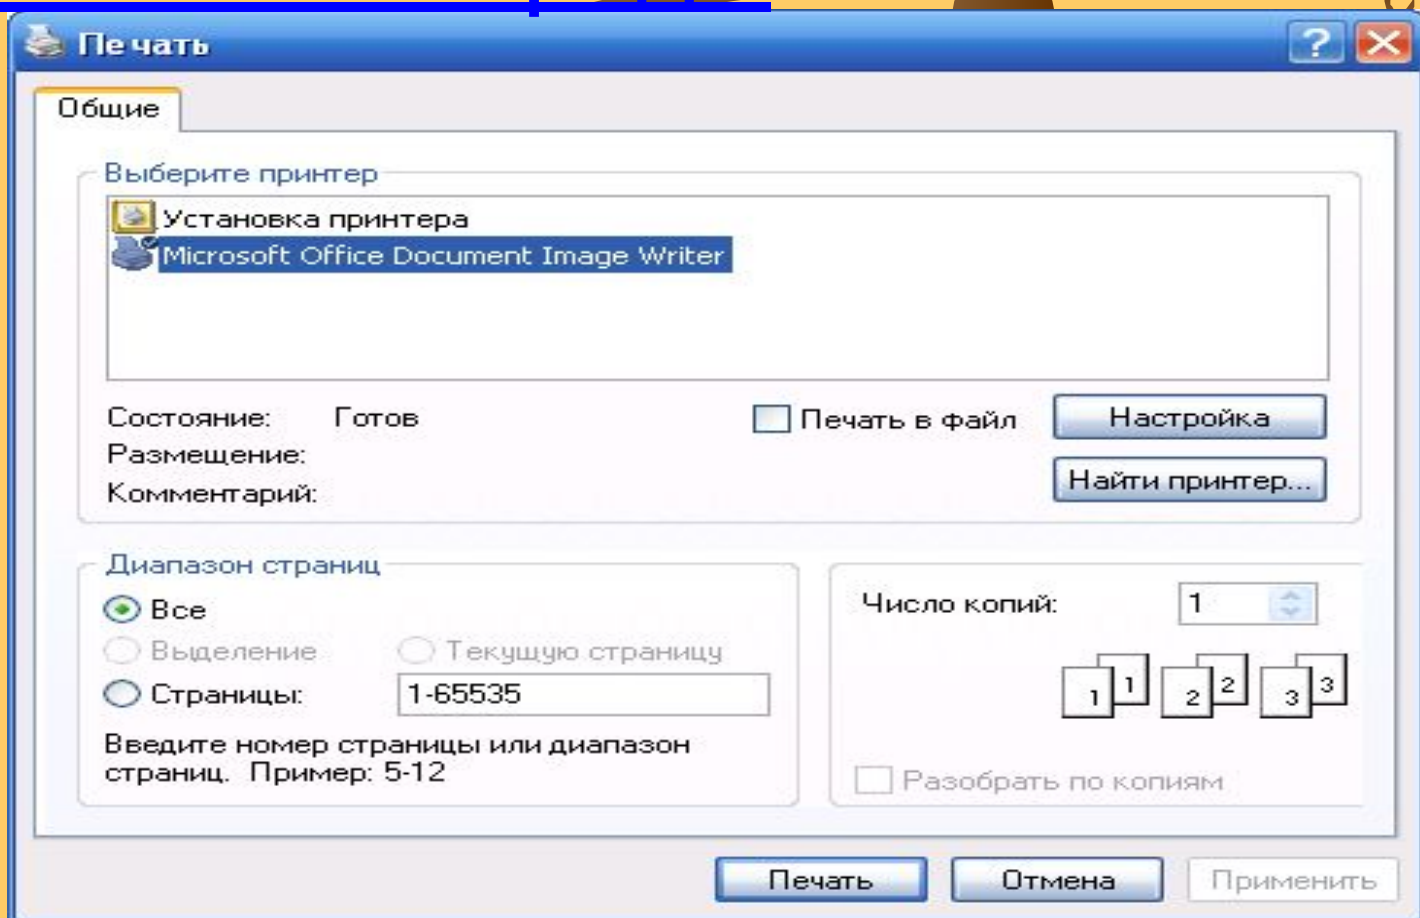 Печать
Общие
Выберите принтер
Установка принтера
Microsoft Office Document Image Writer
Состояние: Готов
Печать в файл
Настройка
Размещение:
Комментарий:
Найти принтер...
Диапазон страниц
Все
Выделение
Текущую страницу
Страницы: 1-65535
Введите номер страницы или диапазон
страниц. Пример: 5-12
Число копий: 1
1 1 2 2 3 3
Разобрать по копиям
Печать
Отмена
Применить